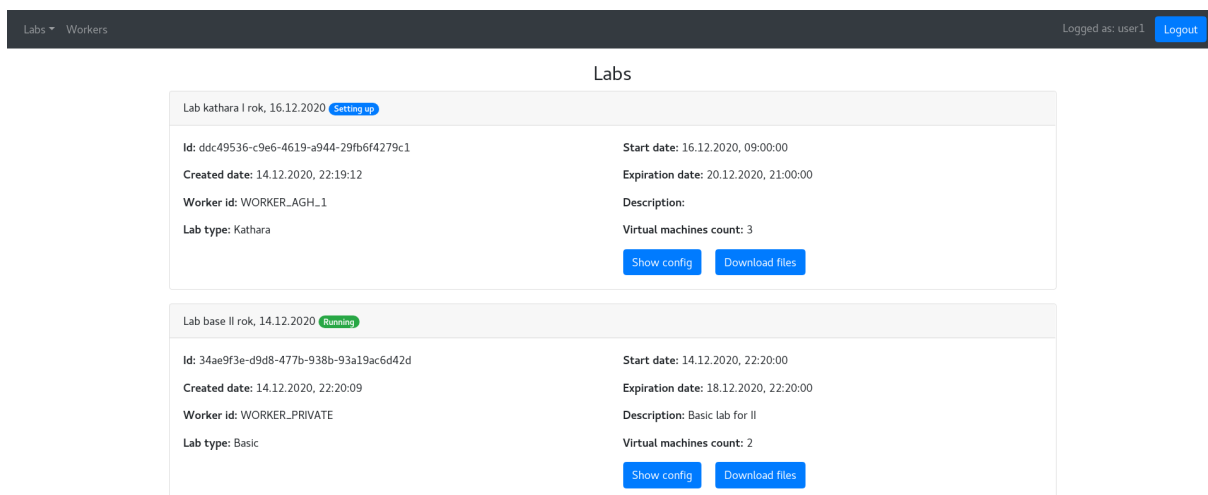 Labs Workers Logged as: user1 Logout
Labs
Lab kathara I rok, 16.12.2020 Setting up
Id: ddc49536-c9e6-4619-a944-29fb6f4279c1 Start date: 16.12.2020, 09:00:00
Created date: 14.12.2020, 22:19:12 Expiration date: 20.12.2020, 21:00:00
Worker id: WORKER_AGH_1 Description:
Lab type: Kathara Virtual machines count: 3
Show config Download files
Lab base II rok, 14.12.2020 Running
Id: 34ae9f3e-d9d8-477b-938b-93a19ac6d42d Start date: 14.12.2020, 22:20:00
Created date: 14.12.2020, 22:20:09 Expiration date: 18.12.2020, 22:20:00
Worker id: WORKER_PRIVATE Description: Basic lab for II
Lab type: Basic Virtual machines count: 2
Show config Download files